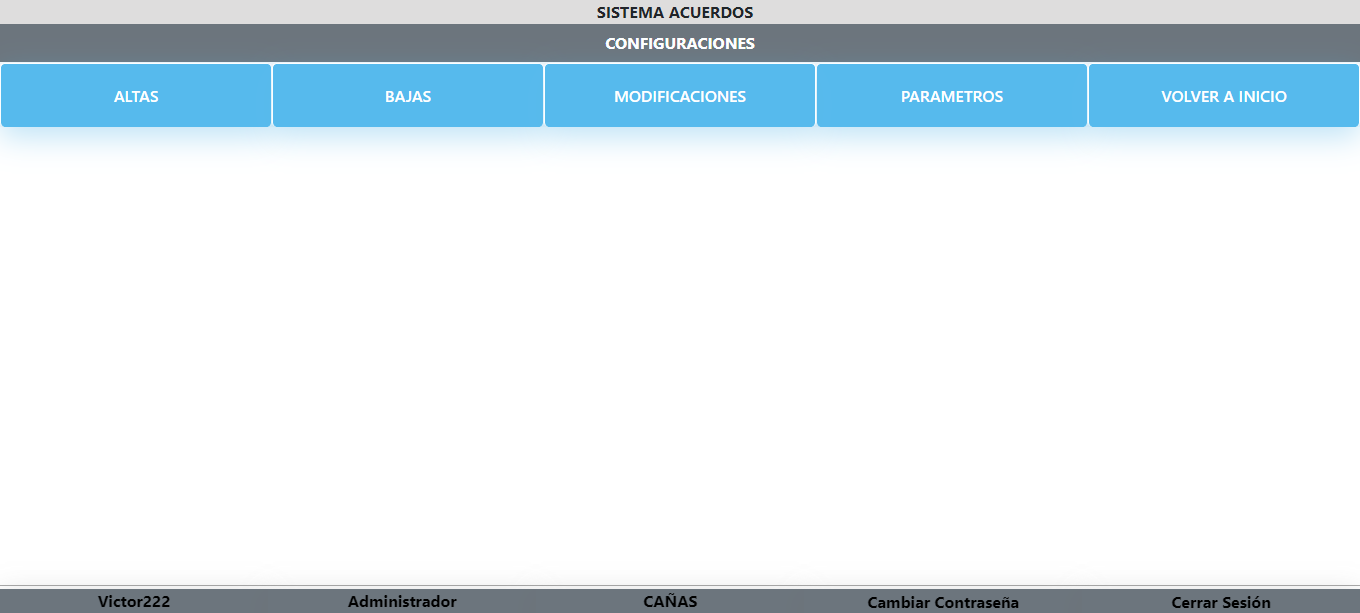 SISTEMA ACUERDOS
CONFIGURACIONES
ALTAS BAJAS MODIFICACIONES PARAMETROS VOLVER A INICIO
Victor222 Administrador CAÑAS Cambiar Contraseña Cerrar Sesión